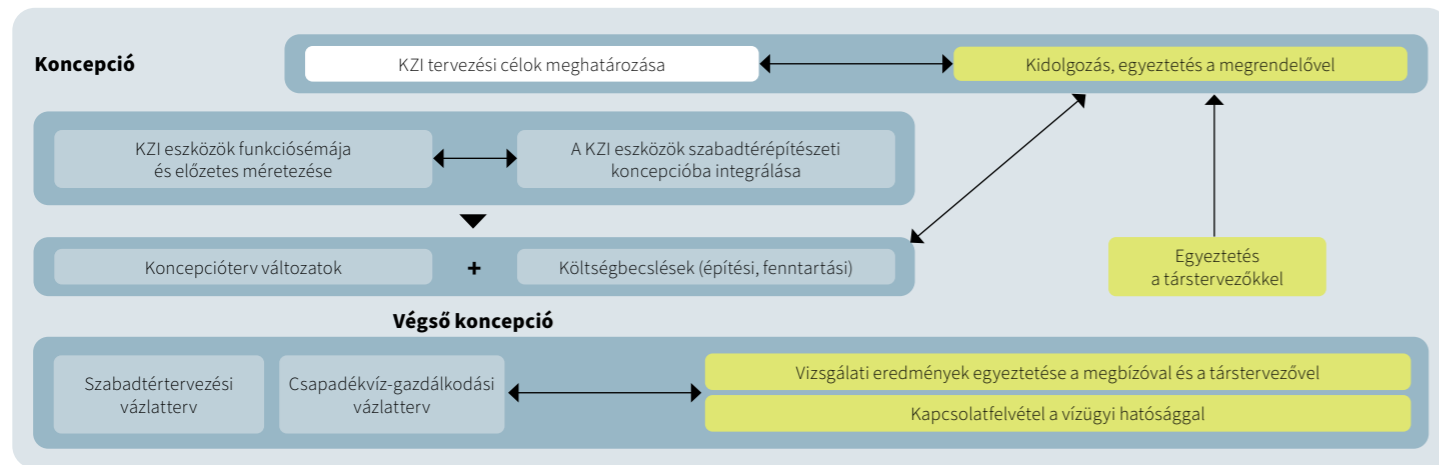 Koncepció
KZI tervezési célok meghatározása
Kidolgozás, egyeztetés a megrendelővel
KZI eszközök funkciósémája
és előzetes méretezése
A KZI eszközök szabadtérépítészeti
koncepcióba integrálása
Koncepcióterv változatok
+
Költségbecslések (építési, fenntartási)
Egyeztetés
a társtervezőkkel
Végső koncepció
Szabadtértervezési
vázlatterv
Csapadékvíz-gazdálkodási
vázlatterv
Vizsgálati eredmények egyeztetése a megbízóval és a társtervezővel
Kapcsolatfelvétel a vízügyi hatósággal